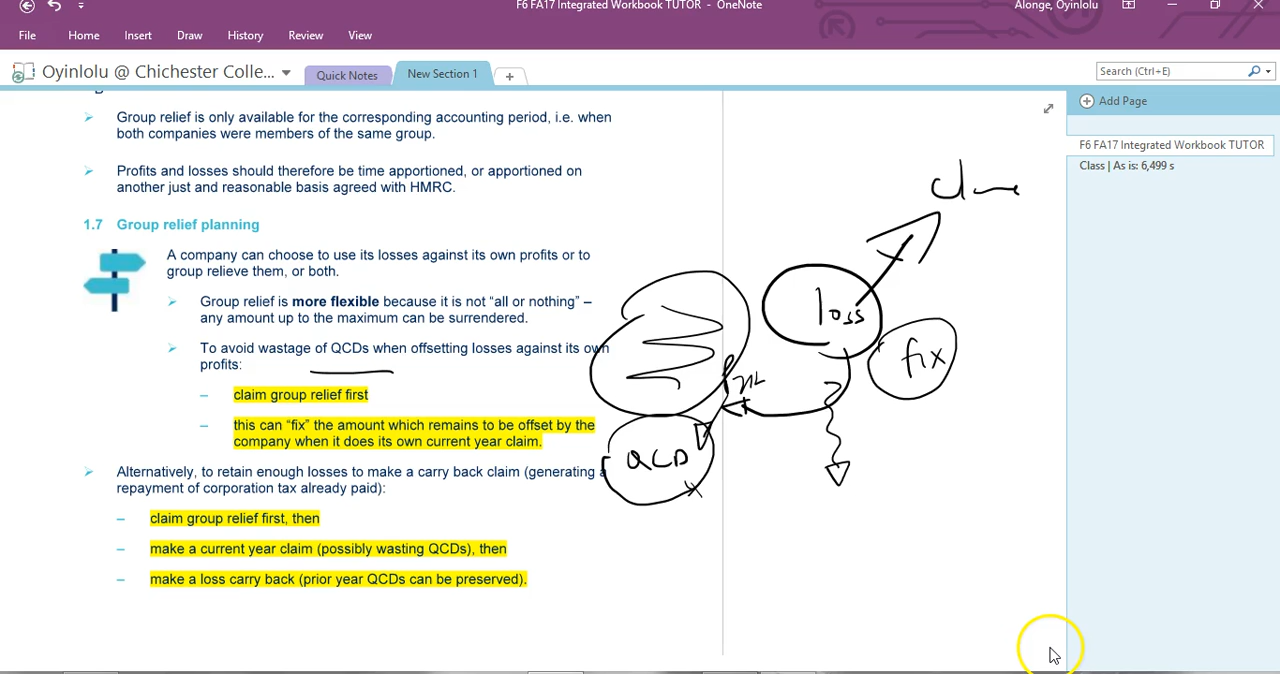 F6 FA17 Integrated Workbook TUTOR - OneNote
Alonge, Oyinlolu
File Home Insert Draw History Review View
Oyinlolu @ Chichester Colle...
Quick Notes
New Section 1
+
Search (Ctrl+E)
Add Page
F6 FA17 Integrated Workbook TUTOR
Class | As is: 6,499 s
Group relief is only available for the corresponding accounting period, i.e. when
both companies were members of the same group.
Profits and losses should therefore be time apportioned, or apportioned on
another just and reasonable basis agreed with HMRC.
1.7 Group relief planning
A company can choose to use its losses against its own profits or to
group relieve them, or both.
Group relief is more flexible because it is not “all or nothing” –
any amount up to the maximum can be surrendered.
To avoid wastage of QCDs when offsetting losses against its own
profits:
– claim group relief first
– this can “fix” the amount which remains to be offset by the
company when it does its own current year claim.
Alternatively, to retain enough losses to make a carry back claim (generating a
repayment of corporation tax already paid):
– claim group relief first, then
– make a current year claim (possibly wasting QCDs), then
– make a loss carry back (prior year QCDs can be preserved).
loss
fix
QCD